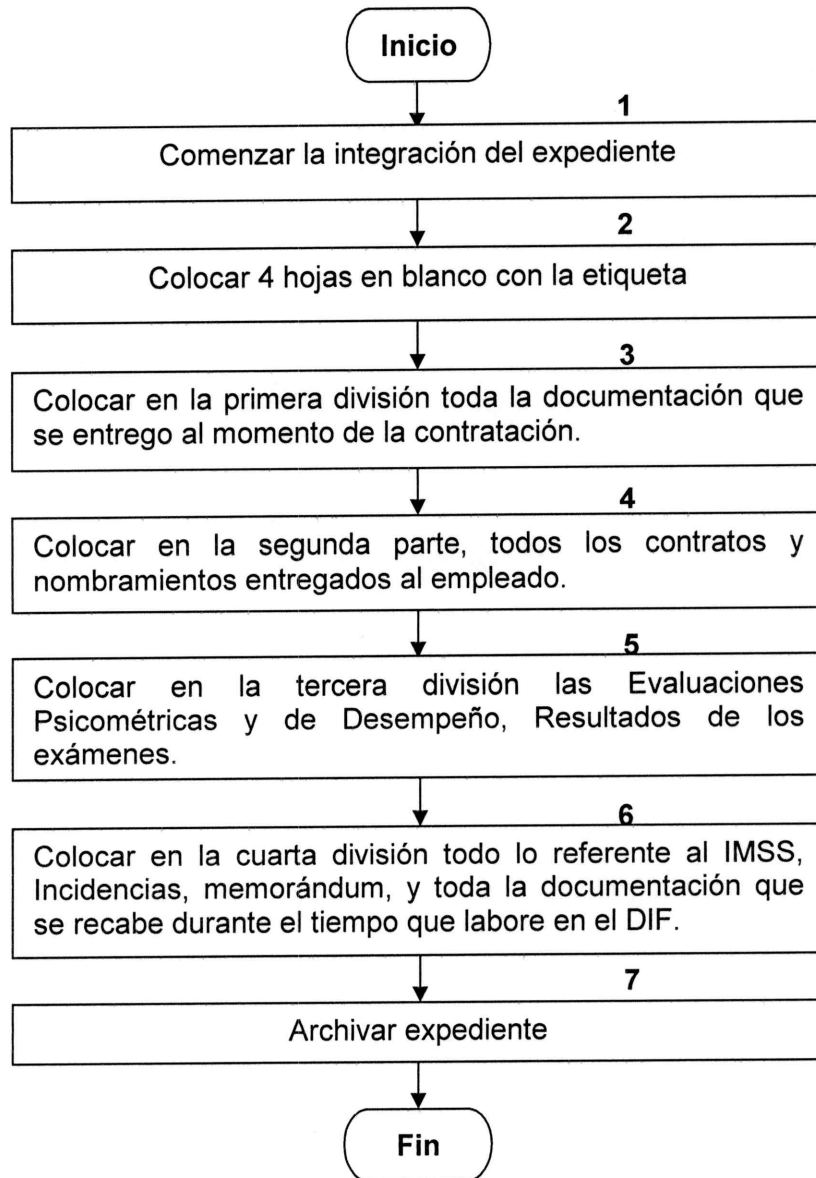 Inicio
1
Comenzar la integración del expediente
2
Colocar 4 hojas en blanco con la etiqueta
3
Colocar en la primera división toda la documentación que
se entrego al momento de la contratación.
4
Colocar en la segunda parte, todos los contratos y
nombramientos entregados al empleado.
5
Colocar en la tercera división las Evaluaciones
Psicométricas y de Desempeño, Resultados de los
exámenes.
6
Colocar en la cuarta división todo lo referente al IMSS,
Incidencias, memorándum, y toda la documentación que
se recabe durante el tiempo que labore en el DIF.
7
Archivar expediente
Fin